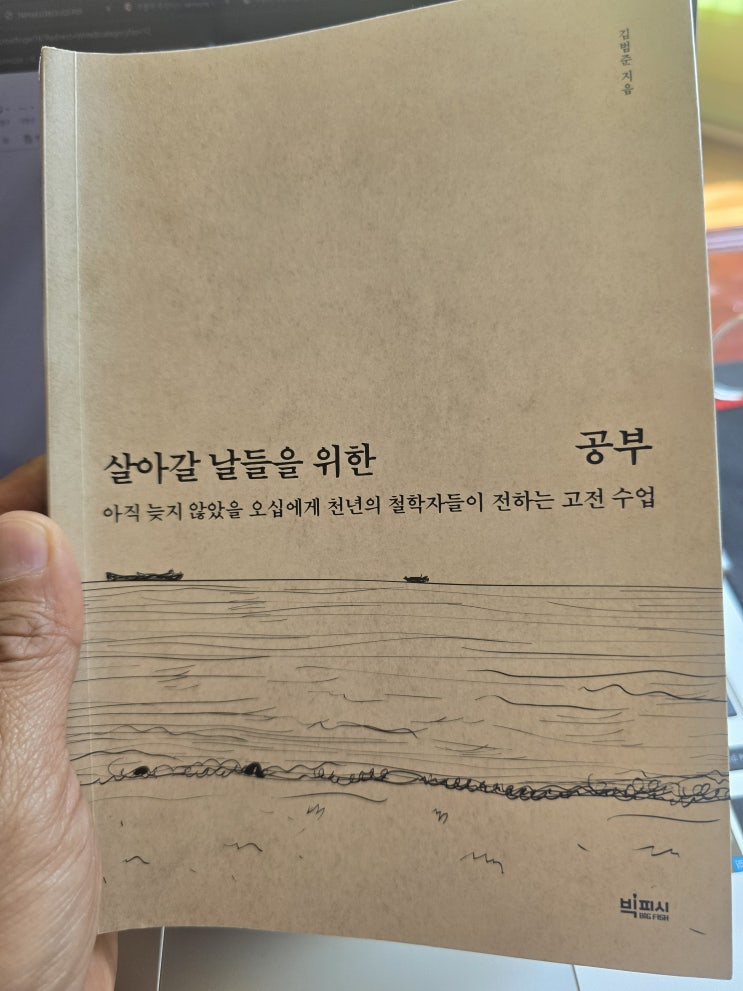 김범준 지음
살아갈 날들을 위한 공부
아직 늦지 않았을 오십에게 천년의 철학자들이 전하는 고전 수업
빅피시
BIG FISH